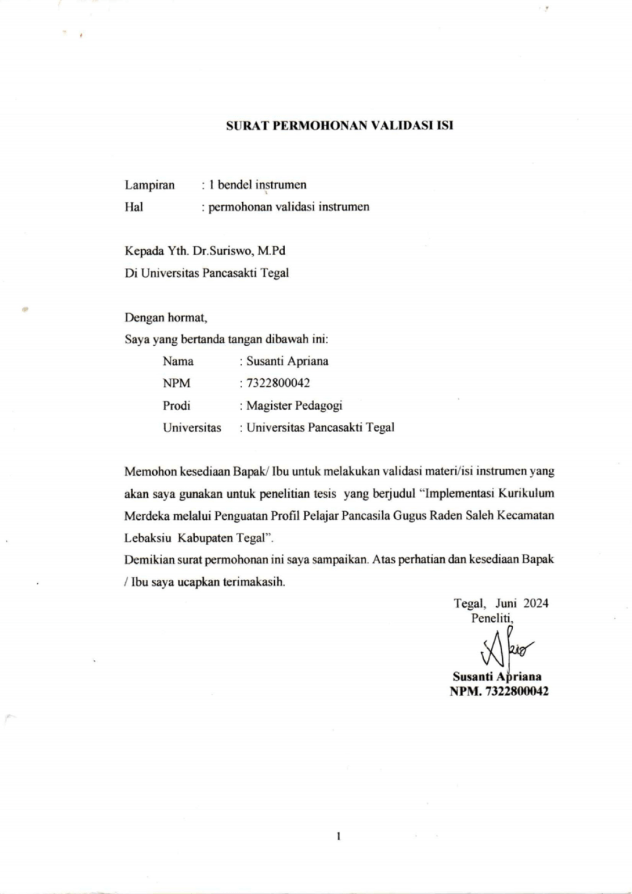 SURAT PERMOHONAN VALIDASI ISI
Lampiran : 1 bendel instrumen
Hal : permohonan validasi instrumen
Kepada Yth. Dr.Suriswo, M.Pd
Di Universitas Pancasakti Tegal
Dengan hormat,
Saya yang bertanda tangan dibawah ini:
Nama : Susanti Apriana
NPM : 7322800042
Prodi : Magister Pedagogi
Universitas : Universitas Pancasakti Tegal
Memohon kesediaan Bapak/ Ibu untuk melakukan validasi materi/isi instrumen yang
akan saya gunakan untuk penelitian tesis yang berjudul “Implementasi Kurikulum
Merdeka melalui Penguatan Profil Pelajar Pancasila Gugus Raden Saleh Kecamatan
Lebaksiu Kabupaten Tegal”.
Demikian surat permohonan ini saya sampaikan. Atas perhatian dan kesediaan Bapak
/ Ibu saya ucapkan terimakasih.
Tegal, Juni 2024
Peneliti,
Susanti Apriana
NPM. 7322800042
1